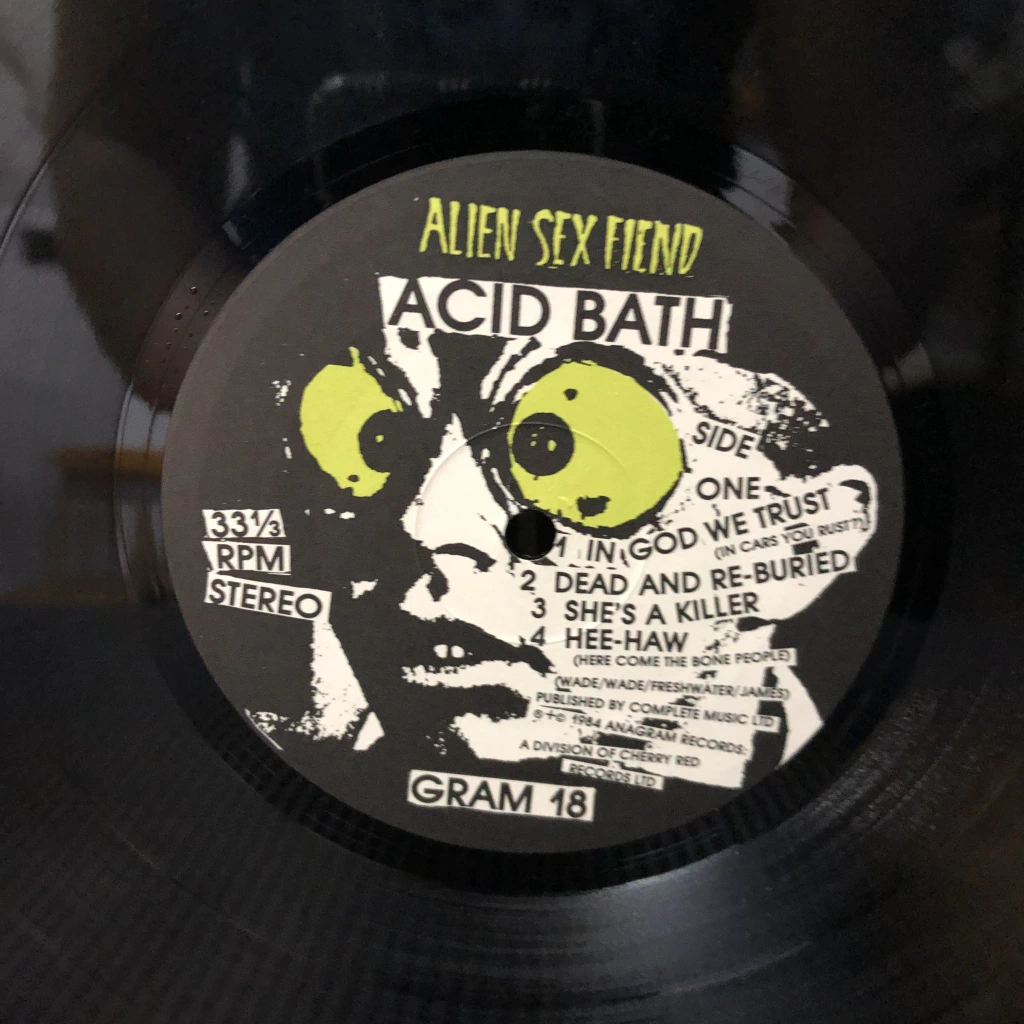 ALIEN SEX FIEND
ACID BATH
SIDE
ONE
1 IN GOD WE TRUST
(IN CARS YOU RUST?)
2 DEAD AND RE-BURIED
3 SHE'S A KILLER
4 HEE-HAW
(HERE COME THE BONE PEOPLE)
(WADE/WADE/FRESHWATER/JAMES)
PUBLISHED BY COMPLETE MUSIC LTD
℗+© 1984 ANAGRAM RECORDS:
A DIVISION OF CHERRY RED
RECORDS LTD
33⅓
RPM
STEREO
GRAM 18